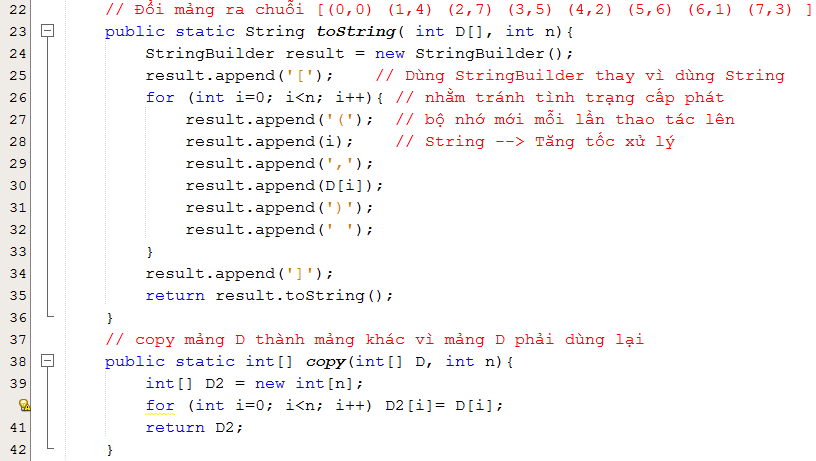 22 // Đổi mảng ra chuỗi [(0,0) (1,4) (2,7) (3,5) (4,2) (5,6) (6,1) (7,3) ]
23 public static String toString( int D[], int n){
24 StringBuilder result = new StringBuilder();
25 result.append('['); // Dùng StringBuilder thay vì dùng String
26 for (int i=0; i<n; i++){ // nhằm tránh tình trạng cấp phát
27 result.append('('); // bộ nhớ mới mỗi lần thao tác lên
28 result.append(i); // String --> Tăng tốc xử lý
29 result.append(',');
30 result.append(D[i]);
31 result.append(')');
32 result.append(' ');
33 }
34 result.append(']');
35 return result.toString();
36 }
37 // copy mảng D thành mảng khác vì mảng D phải dùng lại
38 public static int[] copy(int[] D, int n){
39 int[] D2 = new int[n];
for (int i=0; i<n; i++) D2[i]= D[i];
41 return D2;
42 }